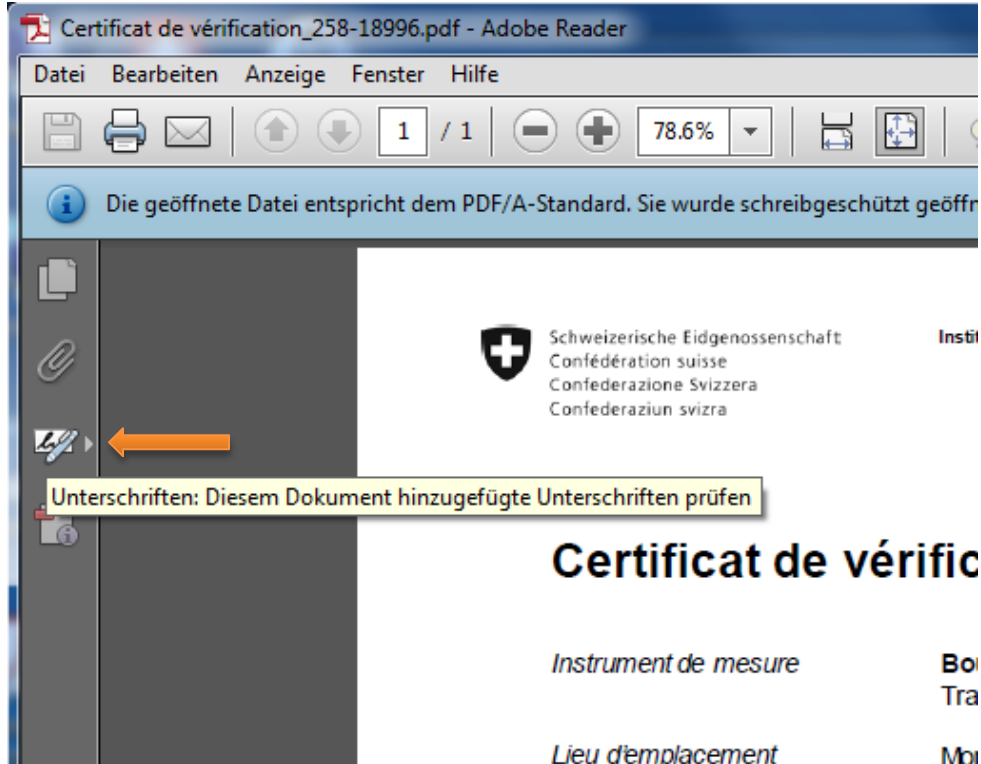 Certificat de vérification_258-18996.pdf - Adobe Reader
Datei Bearbeiten Anzeige Fenster Hilfe
1 / 1 78.6%
Die geöffnete Datei entspricht dem PDF/A-Standard. Sie wurde schreibgeschützt
Schweizerische Eidgenossenschaft
Confédération suisse
Confederazione Svizzera
Confederaziun svizra
Unterschriften: Diesem Dokument hinzugefügte Unterschriften prüfen
Certificat de
Instrument de mesure
Lieu d'emplacement